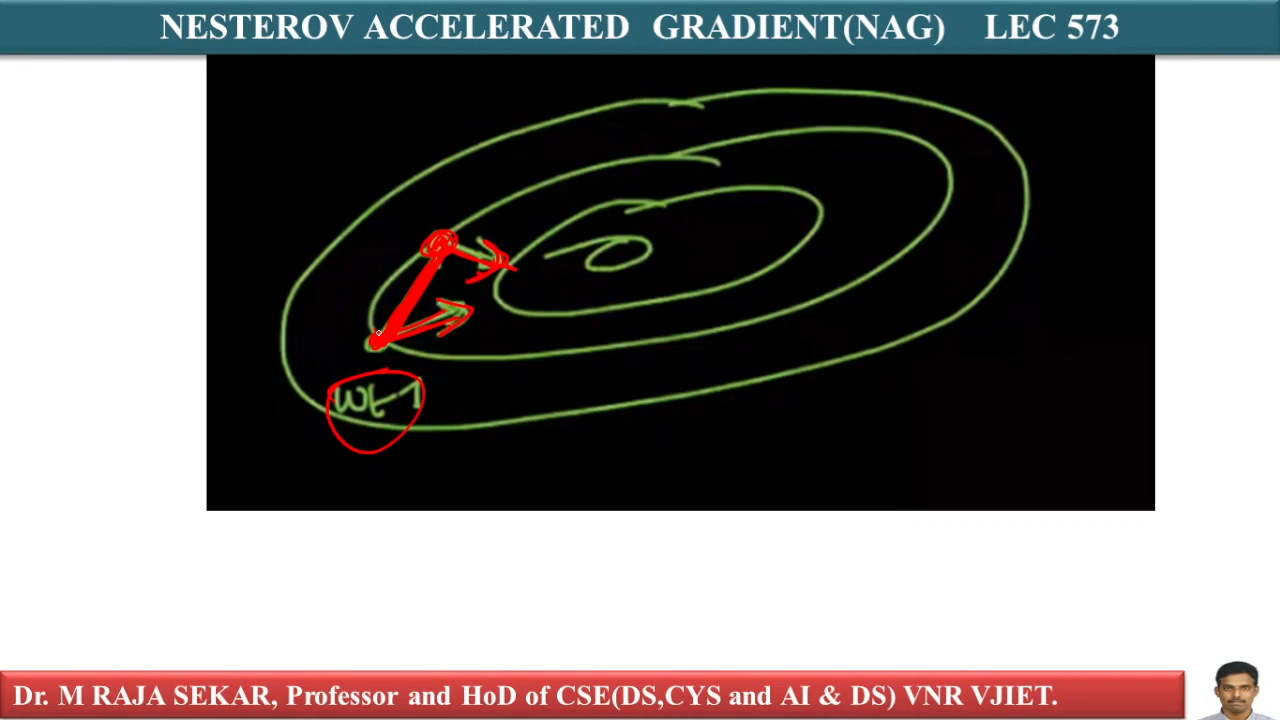 NESTEROV ACCELERATED GRADIENT(NAG) LEC 573
Wt-1
Dr. M RAJA SEKAR, Professor and HoD of CSE(DS,CYS and AI & DS) VNR VJIET.